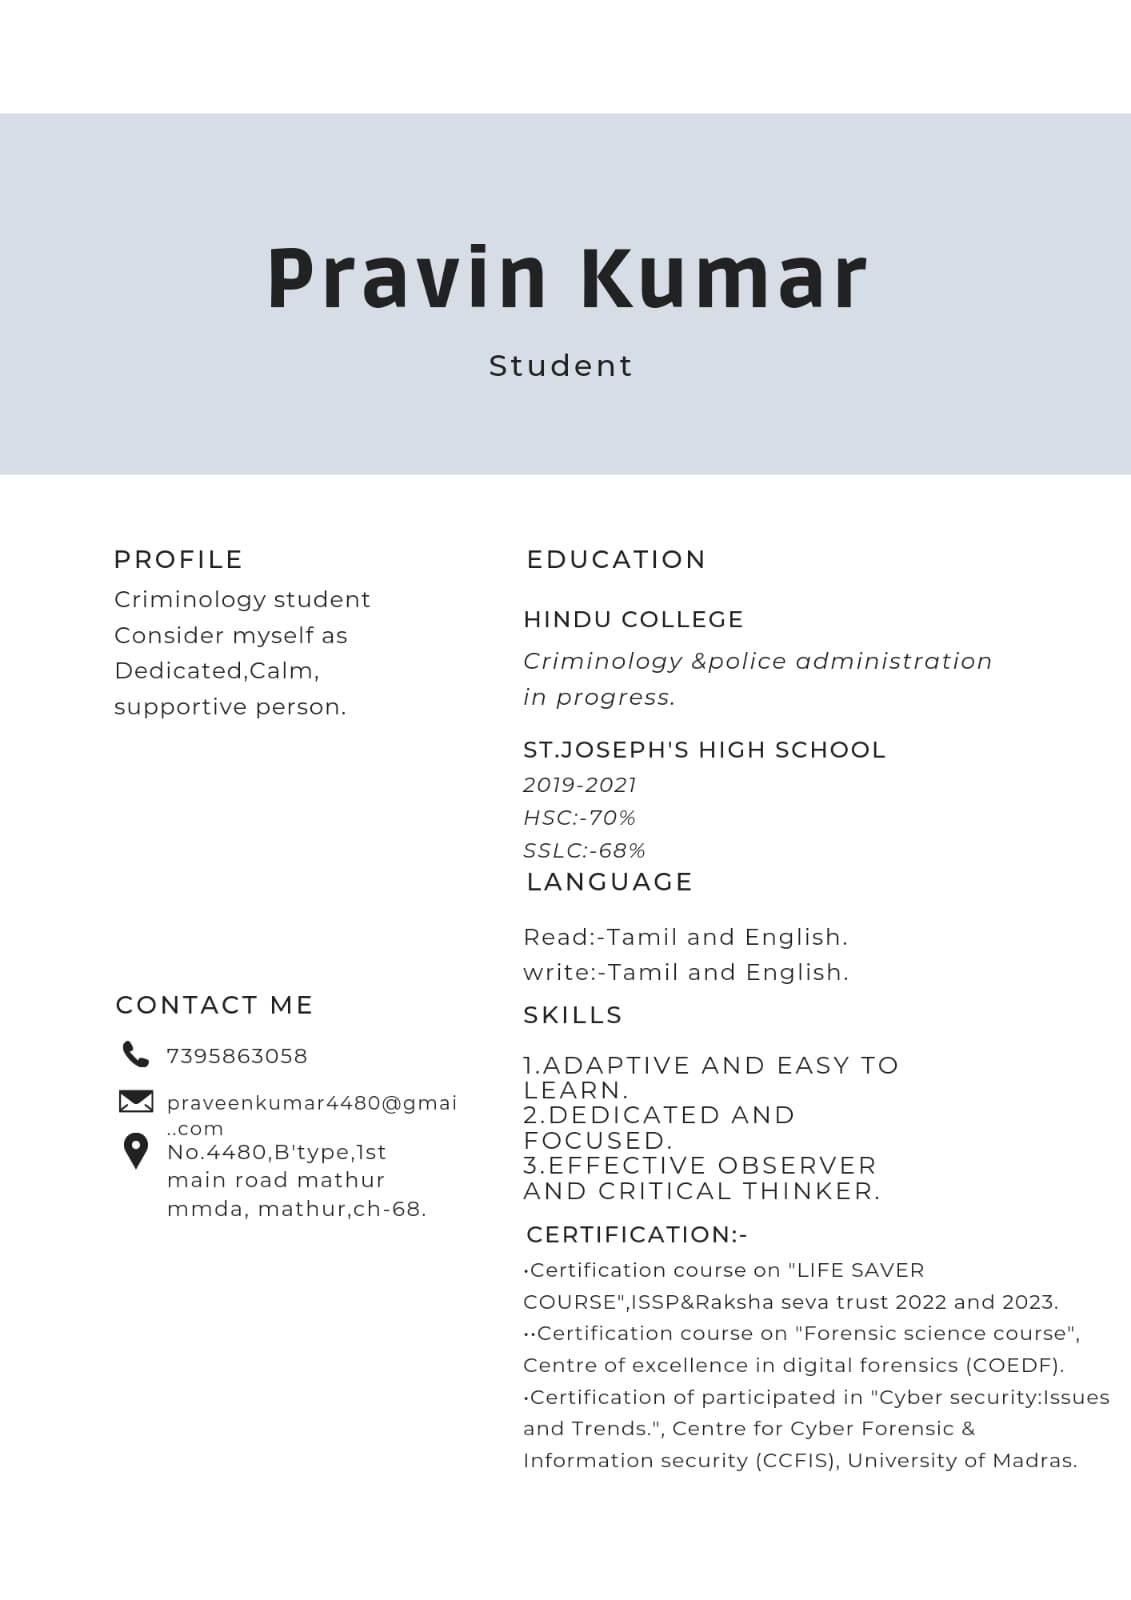 Pravin Kumar
Student
PROFILE
Criminology student
Consider myself as
Dedicated,Calm,
supportive person.
CONTACT ME
7395863058
praveenkumar4480@gmai
..com
No.4480,B'type,1st
main road mathur
mmda, mathur,ch-68.
EDUCATION
HINDU COLLEGE
Criminology &police administration
in progress.
ST.JOSEPH'S HIGH SCHOOL
2019-2021
HSC:-70%
SSLC:-68%
LANGUAGE
Read:-Tamil and English.
write:-Tamil and English.
SKILLS
1.ADAPTIVE AND EASY TO
LEARN.
2.DEDICATED AND
FOCUSED.
3.EFFECTIVE OBSERVER
AND CRITICAL THINKER.
CERTIFICATION:-
•Certification course on "LIFE SAVER
COURSE",ISSP&Raksha seva trust 2022 and 2023.
••Certification course on "Forensic science course",
Centre of excellence in digital forensics (COEDF).
•Certification of participated in "Cyber security:Issues
and Trends.", Centre for Cyber Forensic &
Information security (CCFIS), University of Madras.